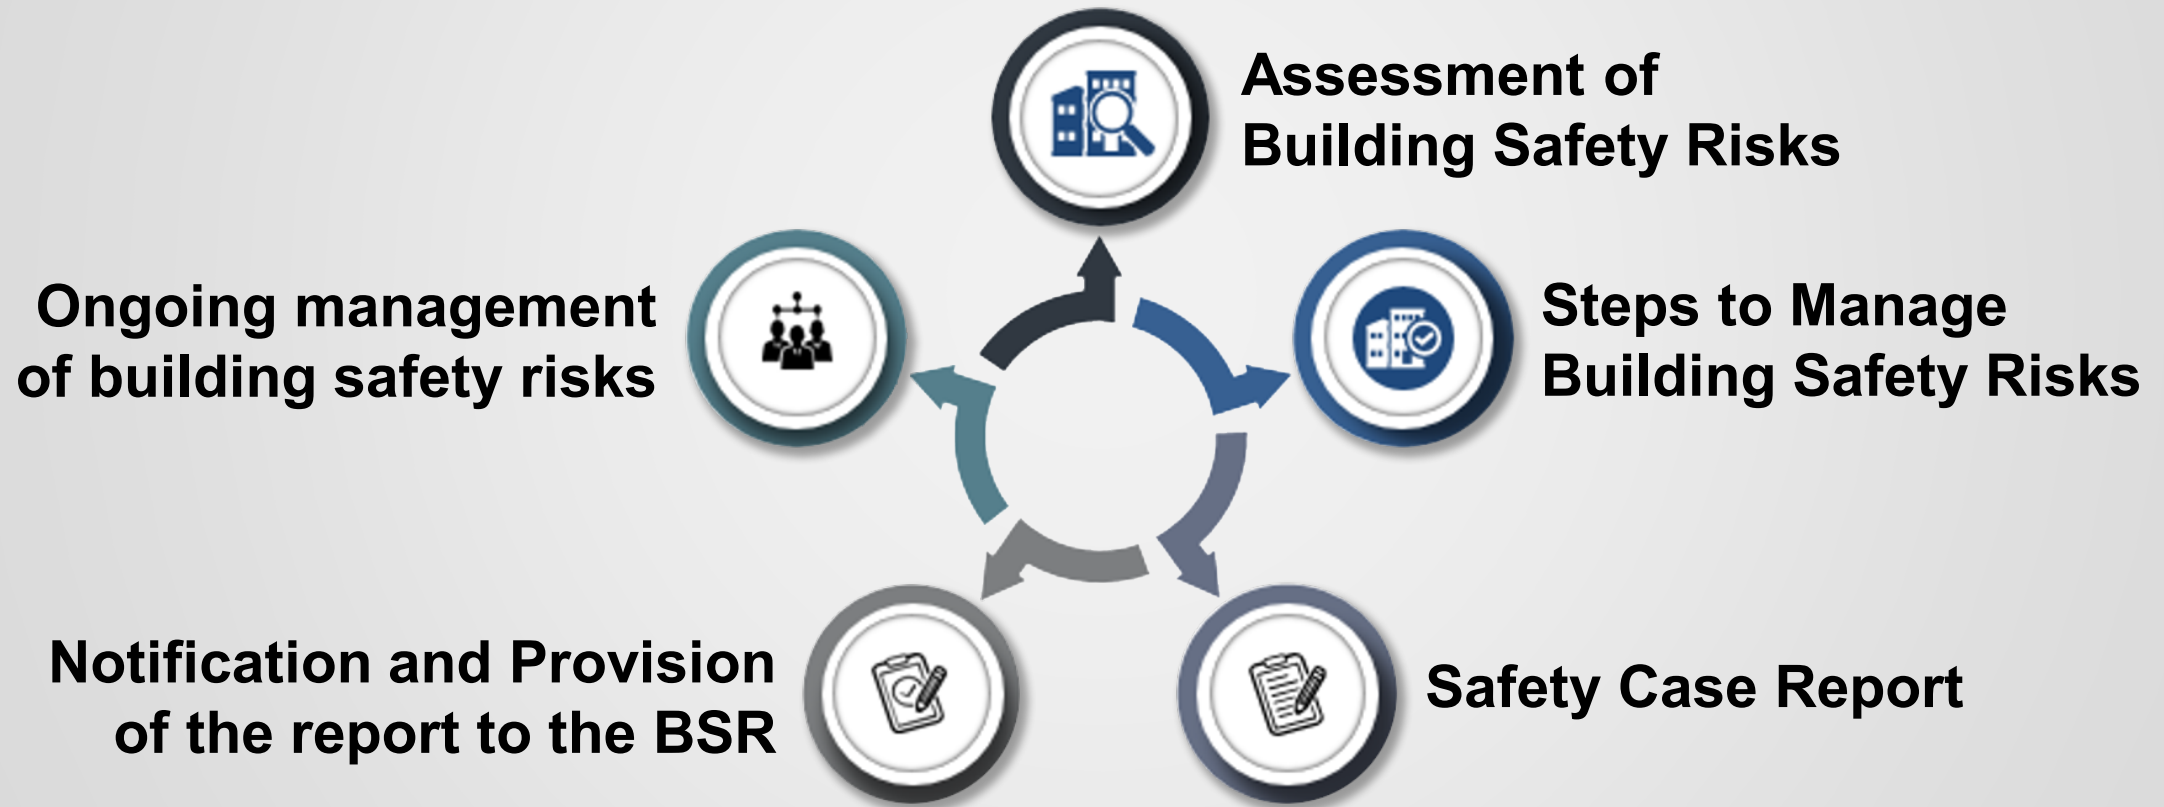 Assessment of
Building Safety Risks
Steps to Manage
Building Safety Risks
Safety Case Report
Notification and Provision
of the report to the BSR
Ongoing management
of building safety risks